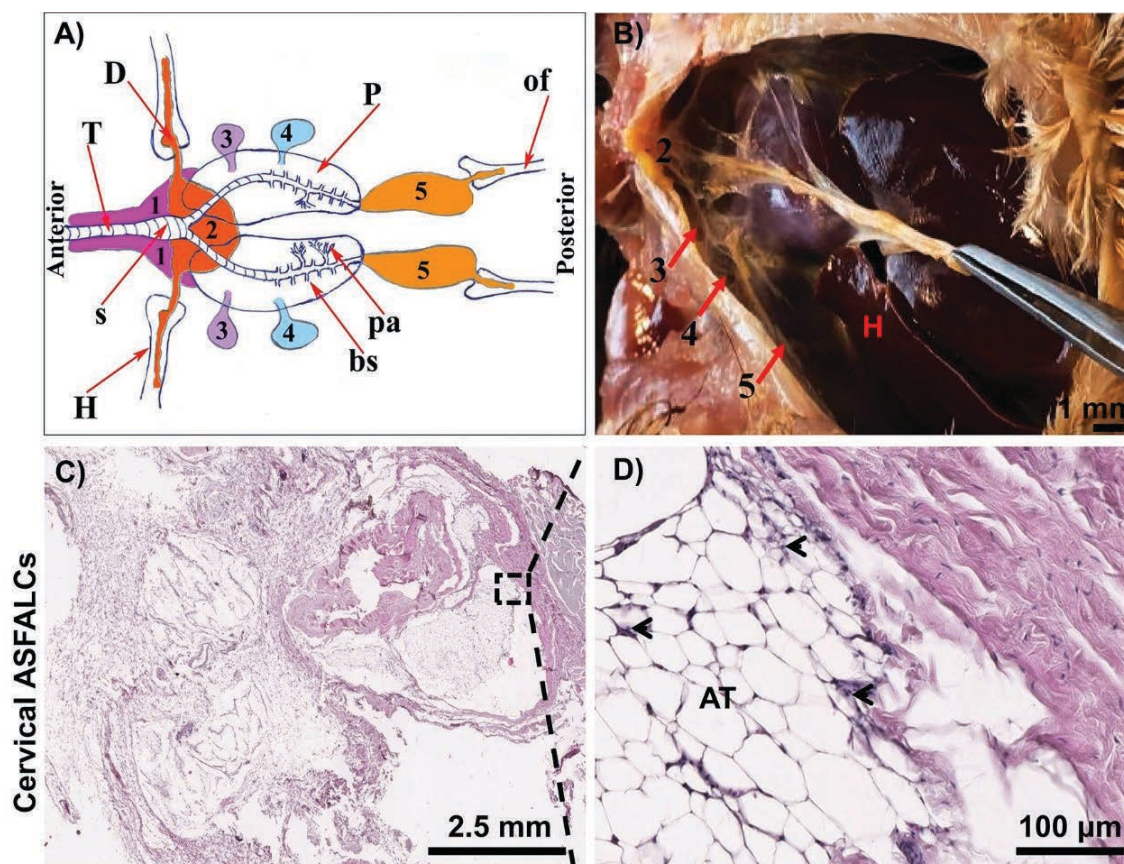 A)
D
T
P
of
3
4
1
2
5
Anterior
Posterior
1
5
s
3
4
pa
bs
H
B)
2
3
4
5
H
1 mm
C)
2.5 mm
Cervical ASFALCs
D)
AT
100 µm